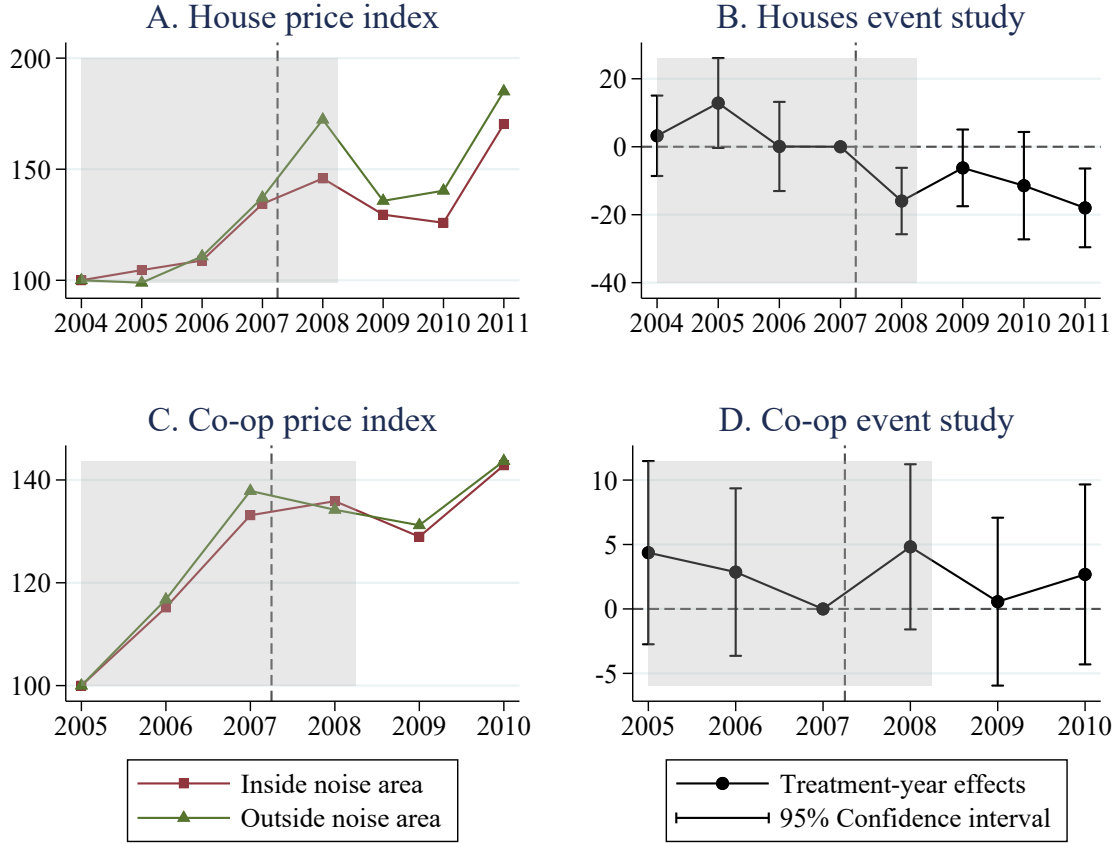 A. House price index
200
150
100
2004 2005 2006 2007 2008 2009 2010 2011
B. Houses event study
20
0
-20
-40
2004 2005 2006 2007 2008 2009 2010 2011
C. Co-op price index
140
120
100
2005 2006 2007 2008 2009 2010
D. Co-op event study
10
5
0
-5
2005 2006 2007 2008 2009 2010
Inside noise area
Outside noise area
Treatment-year effects
95% Confidence interval